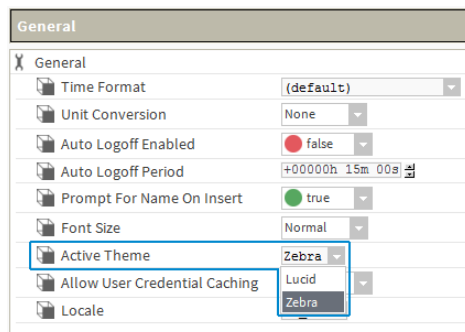 General
General
Time Format (default)
Unit Conversion None
Auto Logoff Enabled false
Auto Logoff Period +00000h 15m 00s
Prompt For Name On Insert true
Font Size Normal
Active Theme Zebra
Lucid
Allow User Credential Caching
Zebra
Locale